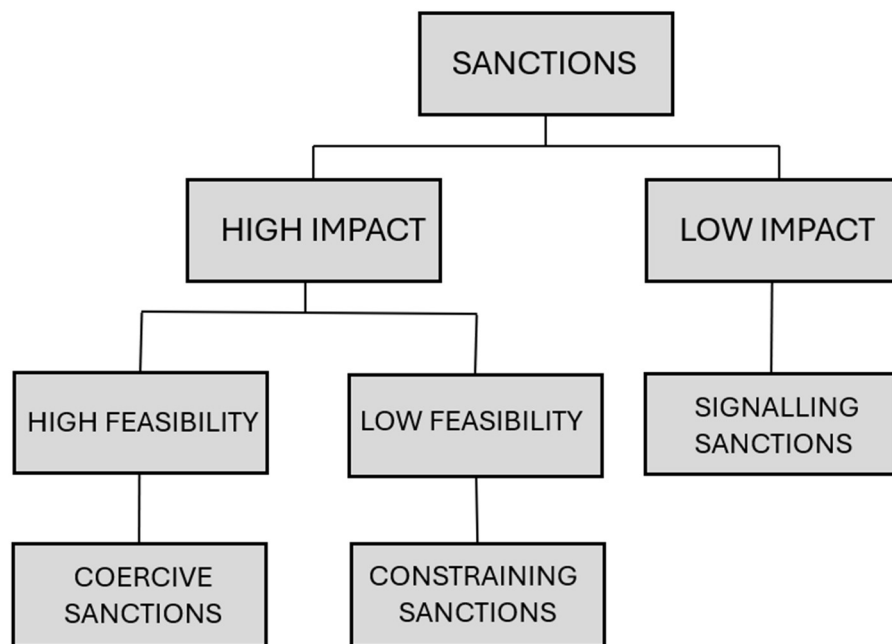 SANCTIONS
HIGH IMPACT
LOW IMPACT
HIGH FEASIBILITY
LOW FEASIBILITY
SIGNALLING
SANCTIONS
COERCIVE
SANCTIONS
CONSTRAINING
SANCTIONS